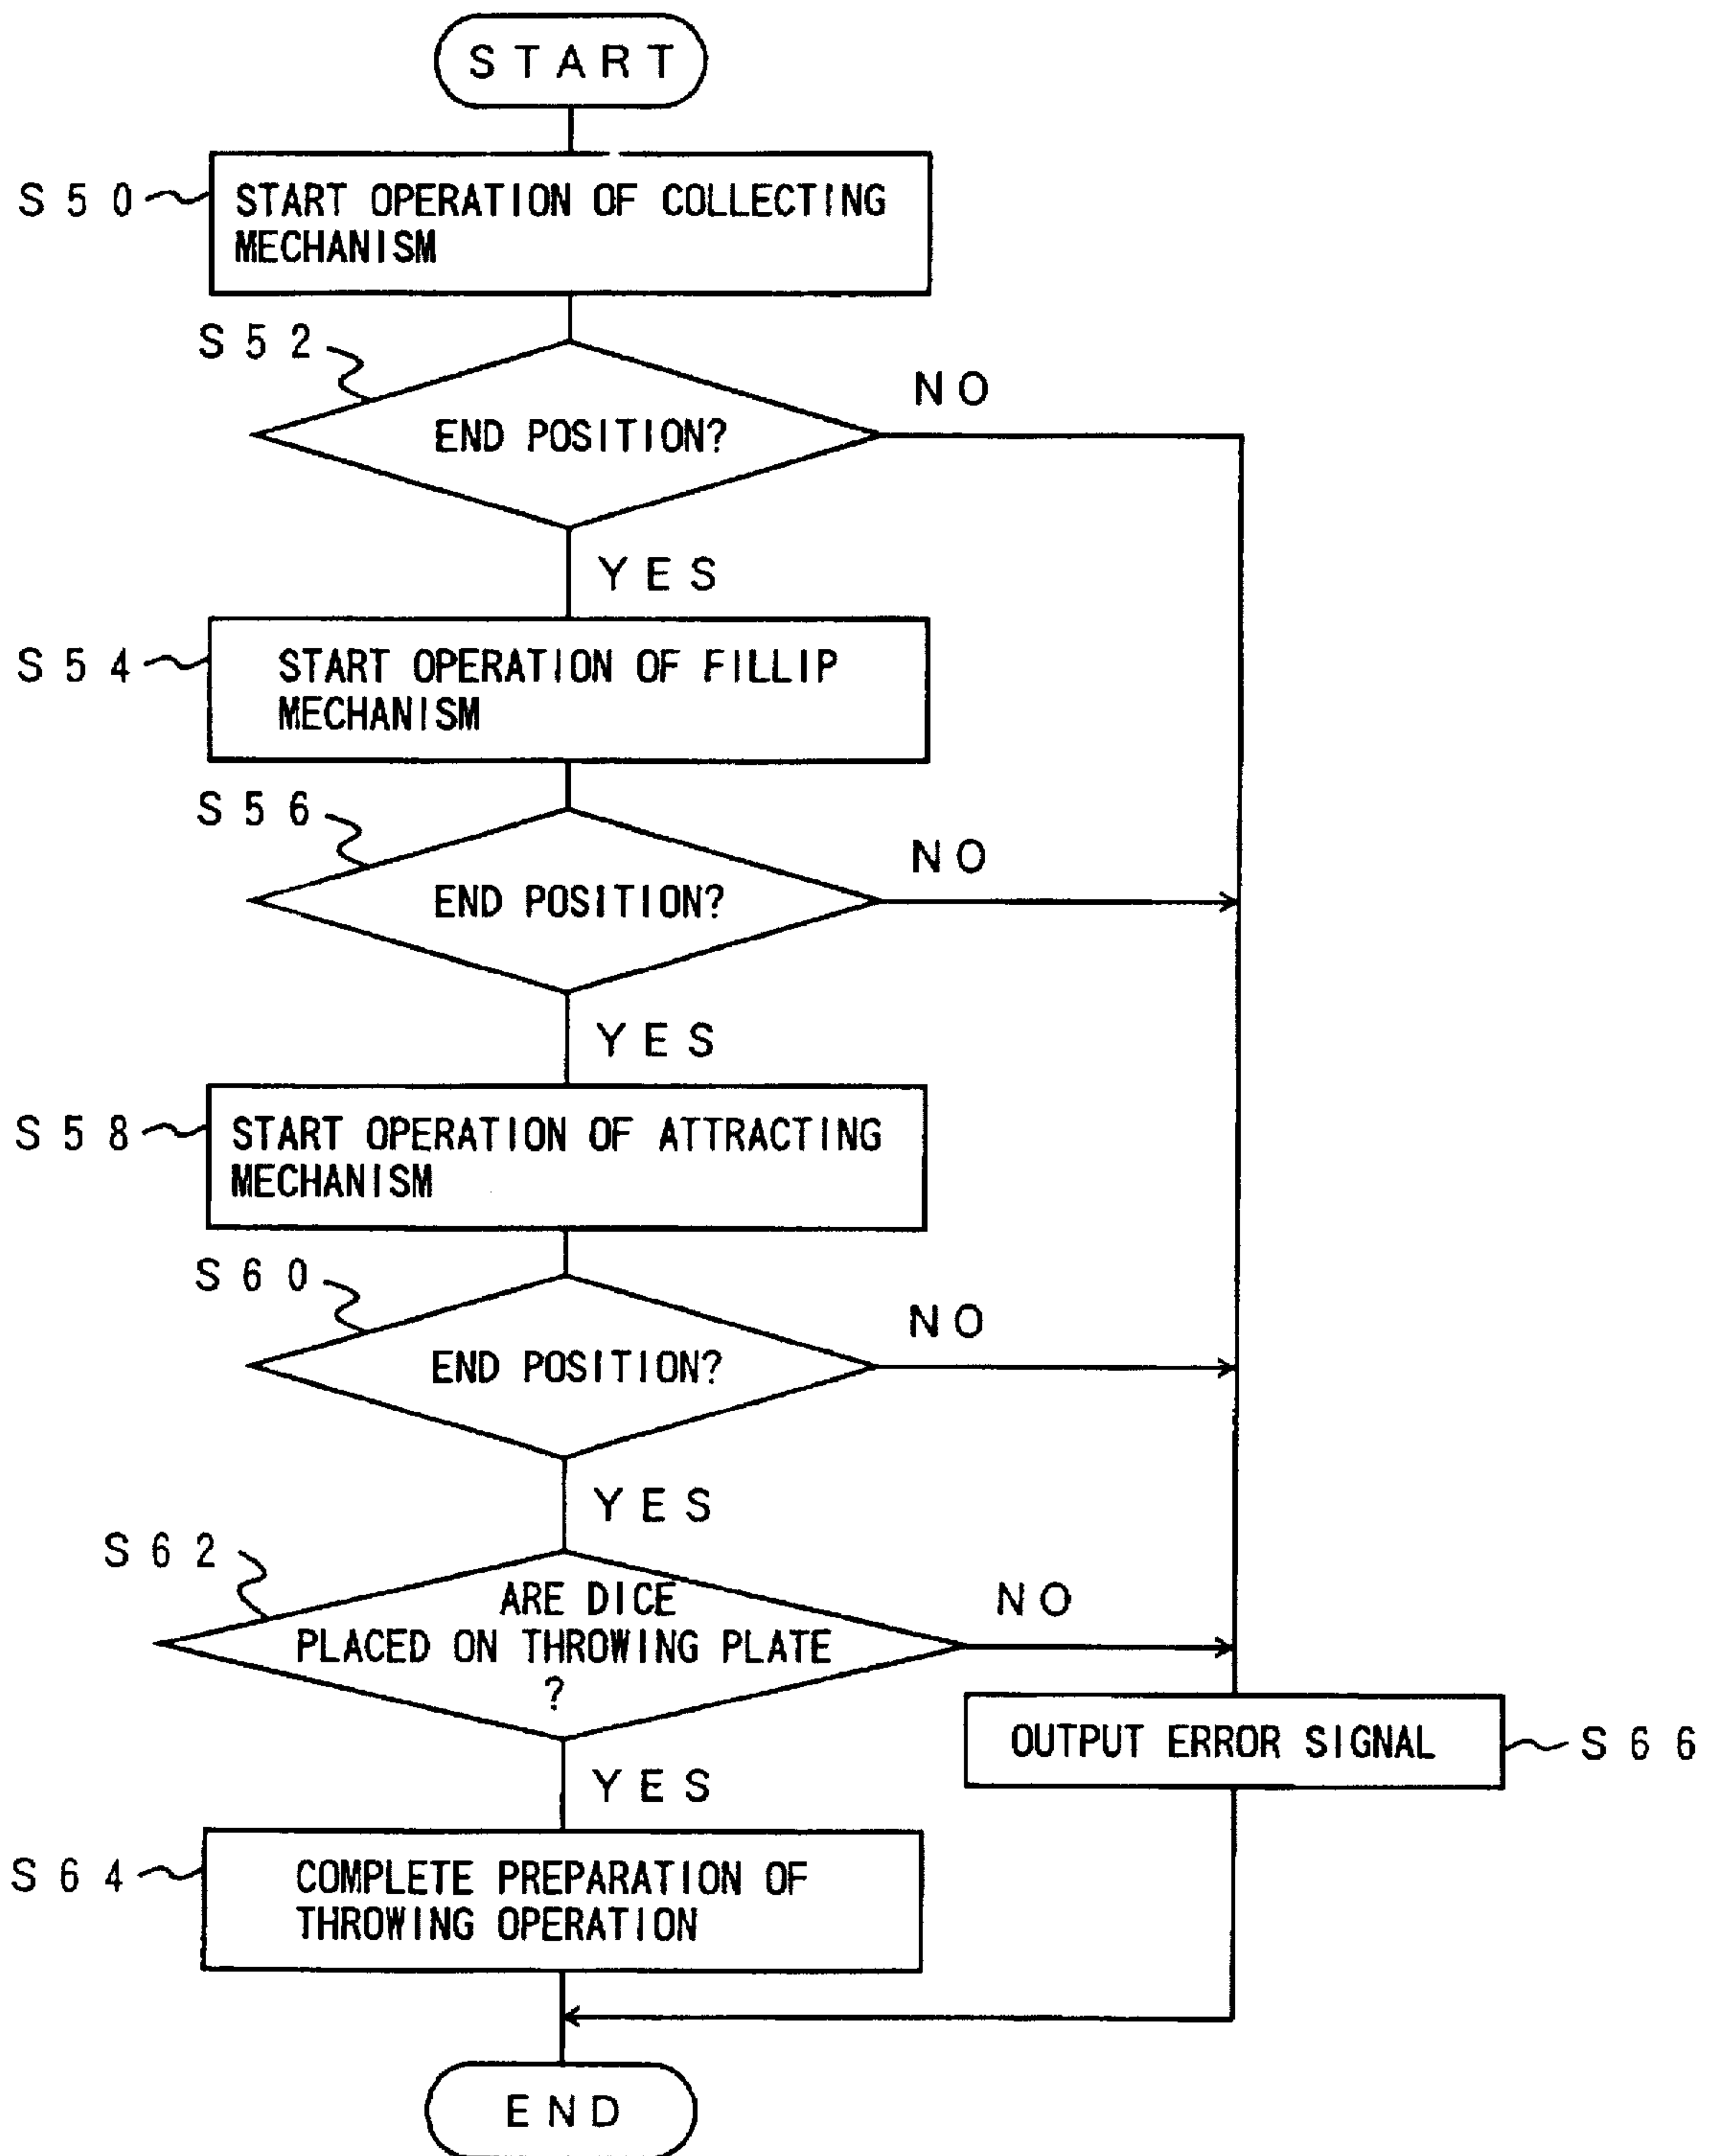 START
S50
START OPERATION OF COLLECTING
MECHANISM
S52
NO
END POSITION?
YES
S54
START OPERATION OF FILLIP
MECHANISM
S56
NO
END POSITION?
YES
S58
START OPERATION OF ATTRACTING
MECHANISM
S60
NO
END POSITION?
YES
S62
ARE DICE
NO
PLACED ON THROWING PLATE
?
OUTPUT ERROR SIGNAL
S66
YES
S64
COMPLETE PREPARATION OF
THROWING OPERATION
END